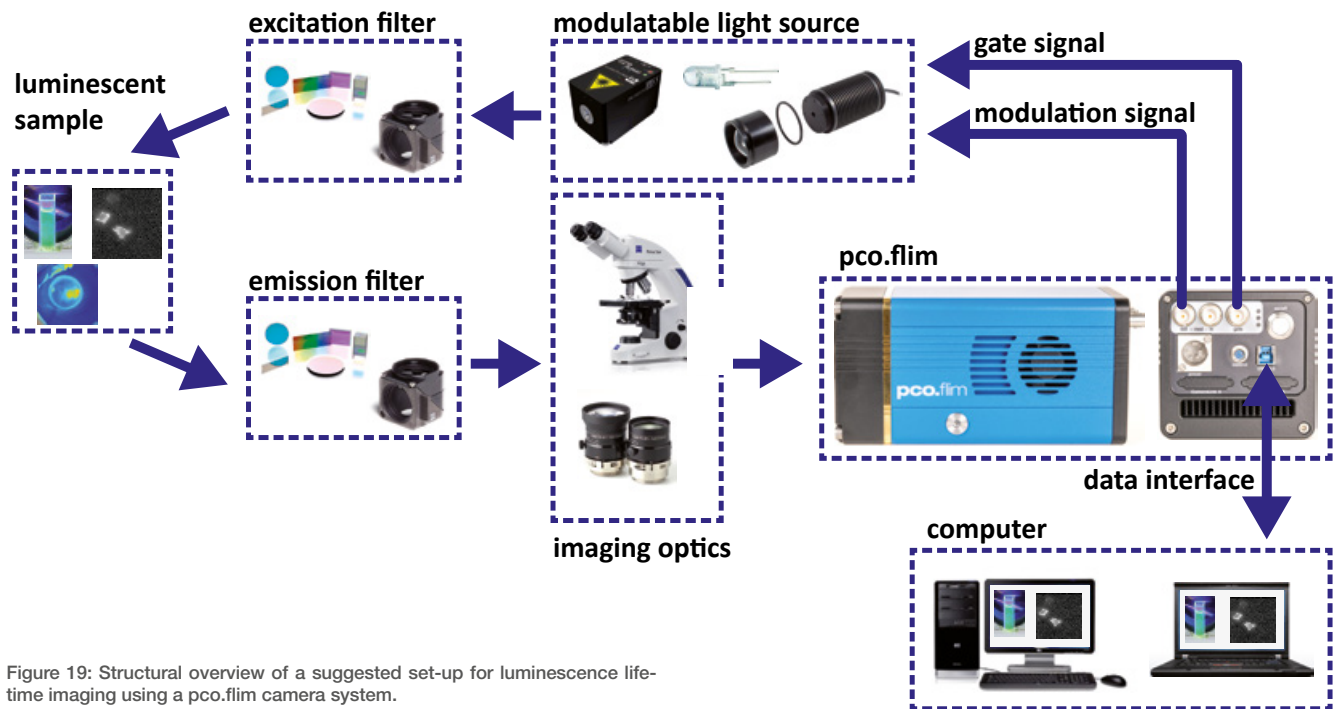 excitation filter
modulatable light source
gate signal
luminescent
sample
modulation signal
emission filter
pco.flim
pco.flim
data interface
imaging optics
computer
Figure 19: Structural overview of a suggested set-up for luminescence life-
time imaging using a pco.flim camera system.